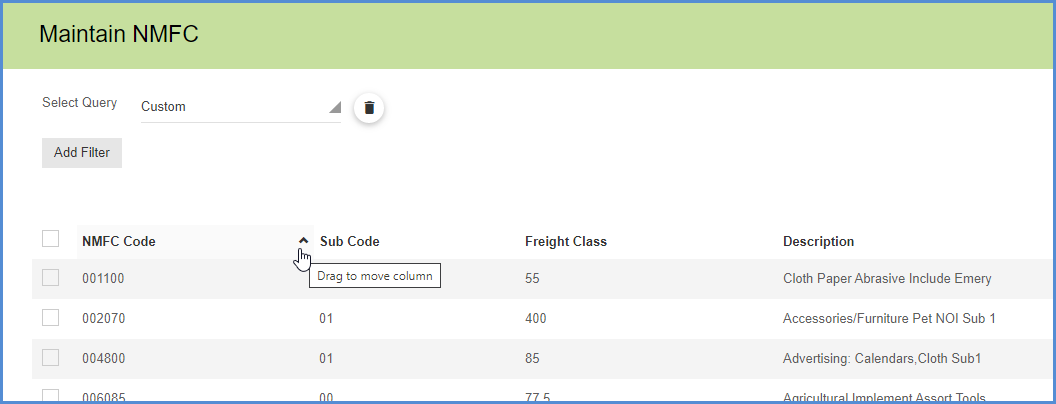 Maintain NMFC
Select Query Custom
Add Filter
NMFC Code Sub Code Freight Class Description
001100 55 Cloth Paper Abrasive Include Emery
Drag to move column
002070 01 400 Accessories/Furniture Pet NOI Sub 1
004800 01 85 Advertising: Calendars,Cloth Sub1
006085 00 77.5 Agricultural Implement Assort Tools